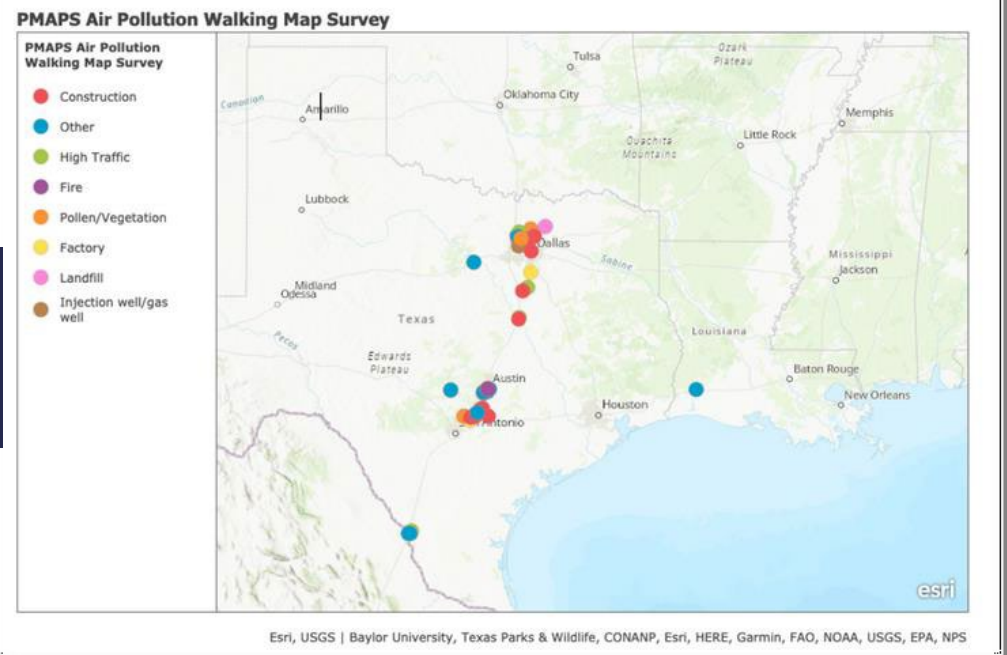 PMAPS Air Pollution Walking Map Survey
PMAPS Air Pollution
Walking Map Survey
Construction
Other
High Traffic
Fire
Pollen/Vegetation
Factory
Landfill
Injection well/gas
well
Tulsa
Ozark
Plateau
Canadian
Amarillo
Oklahoma City
Memphis
Little Rock
Ouachita
Mountains
Lubbock
Dallas
Sabine
Mississippi
Jackson
Midland
Odessa
Texas
Louisiana
Pecos
Edwards
Plateau
Austin
Baton Rouge
New Orleans
Houston
Antonio
esri
Esri, USGS | Baylor University, Texas Parks & Wildlife, CONANP, Esri, HERE, Garmin, FAO, NOAA, USGS, EPA, NPS